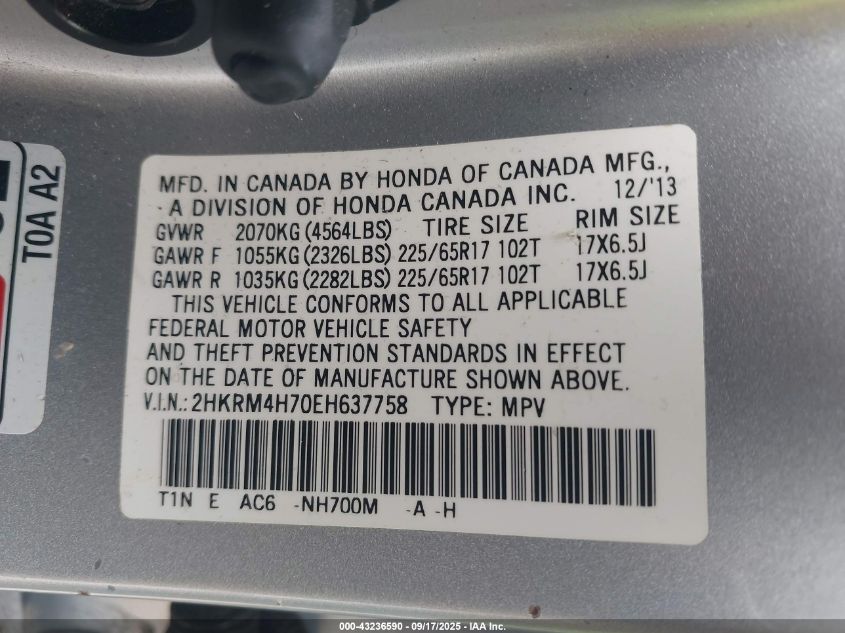 T0A A2
MFD. IN CANADA BY HONDA OF CANADA MFG.,
A DIVISION OF HONDA CANADA INC. 12/'13
GVWR 2070KG (4564LBS) TIRE SIZE RIM SIZE
GAWR F 1055KG (2326LBS) 225/65R17 102T 17X6.5J
GAWR R 1035KG (2282LBS) 225/65R17 102T 17X6.5J
THIS VEHICLE CONFORMS TO ALL APPLICABLE
FEDERAL MOTOR VEHICLE SAFETY
AND THEFT PREVENTION STANDARDS IN EFFECT
ON THE DATE OF MANUFACTURE SHOWN ABOVE.
V.I.N.: 2HKRM4H70EH637758 TYPE: MPV
T1N E AC6 -NH700M -A -H
000-43236590 - 09/17/2025 - IAA Inc.